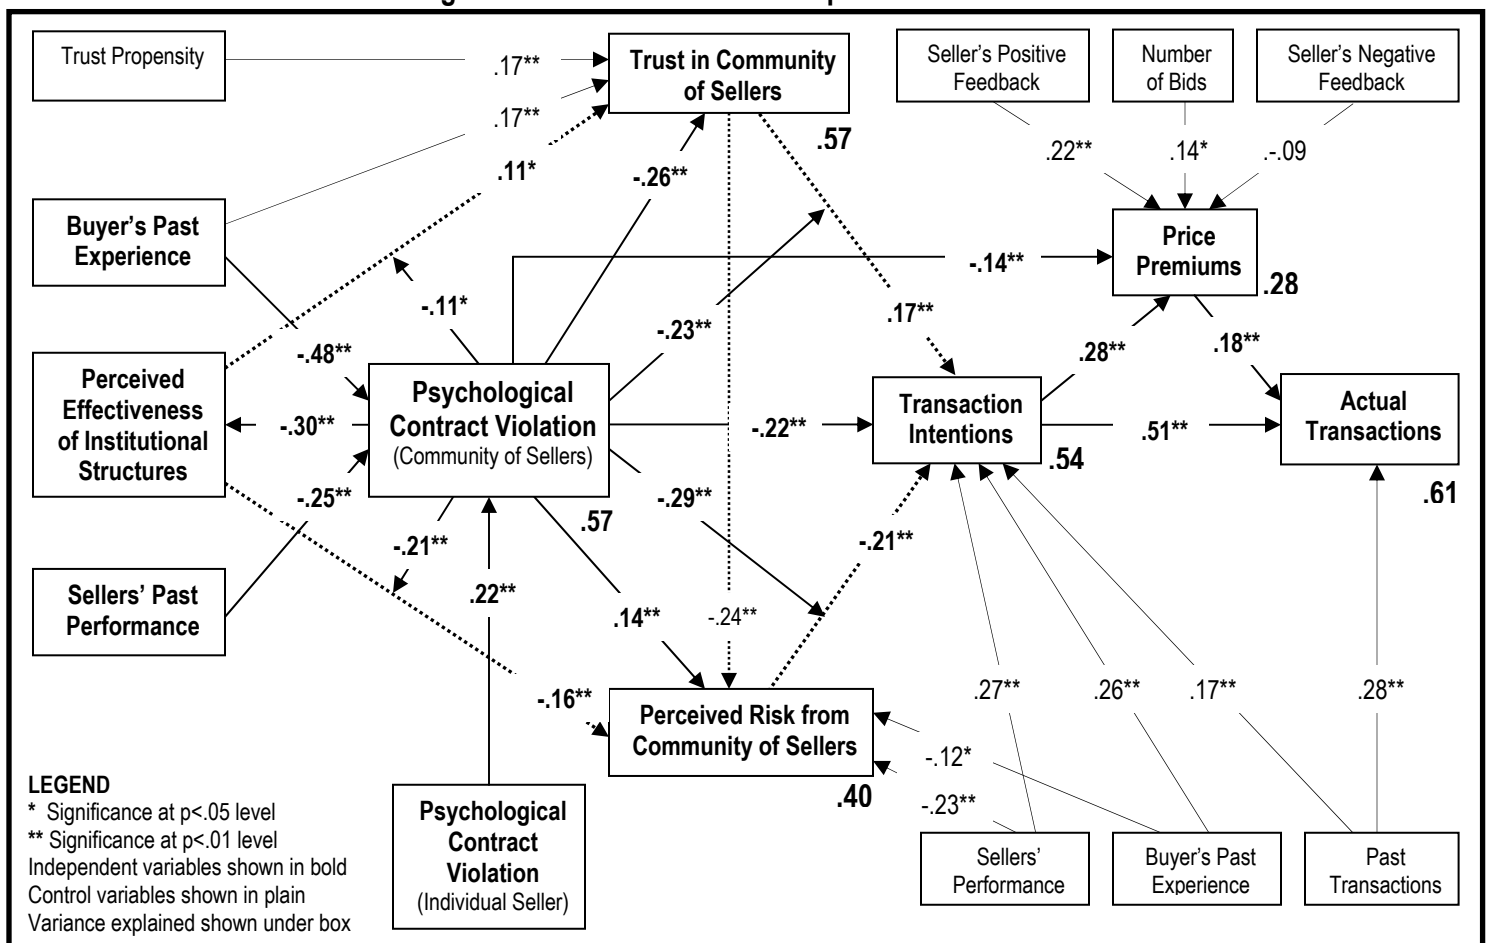 Trust Propensity
.17**
Trust in Community
of Sellers
.57
Seller's Positive
Feedback
Number
of Bids
Seller's Negative
Feedback
.17**
.11*
-.26**
.22**
.14*
.-.09
Buyer's Past
Experience
Price
Premiums
.28
-.14**
-.11*
-.23**
.17**
-.48**
.28**
.18**
Perceived
Effectiveness
of Institutional
Structures
-.30**
Psychological
Contract Violation
(Community of Sellers)
.57
-.22**
Transaction
Intentions
.54
.51**
Actual
Transactions
.61
-.25**
-.29**
-.21**
-.21**
Sellers' Past
Performance
.22**
.14**
-.24**
-.16**
Perceived Risk from
Community of Sellers
.40
.27**
.26**
.17**
.28**
-.12*
-.23**
LEGEND
* Significance at p<.05 level
** Significance at p<.01 level
Independent variables shown in bold
Control variables shown in plain
Variance explained shown under box
Psychological
Contract
Violation
(Individual Seller)
Sellers'
Performance
Buyer's Past
Experience
Past
Transactions